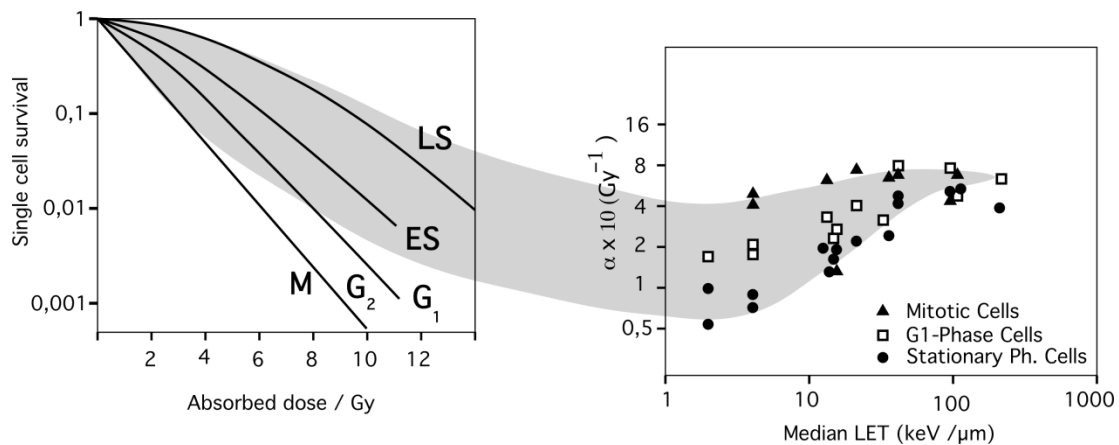 Single cell survival
1
0,1
0,01
0,001
LS
ES
M
G2
G1
2
4
6
8
10
12
Absorbed dose / Gy
α x 10 (Gy−1)
16
8
4
2
1
0,5
Mitotic Cells
G1-Phase Cells
Stationary Ph. Cells
1
10
100
1000
Median LET (keV /µm)